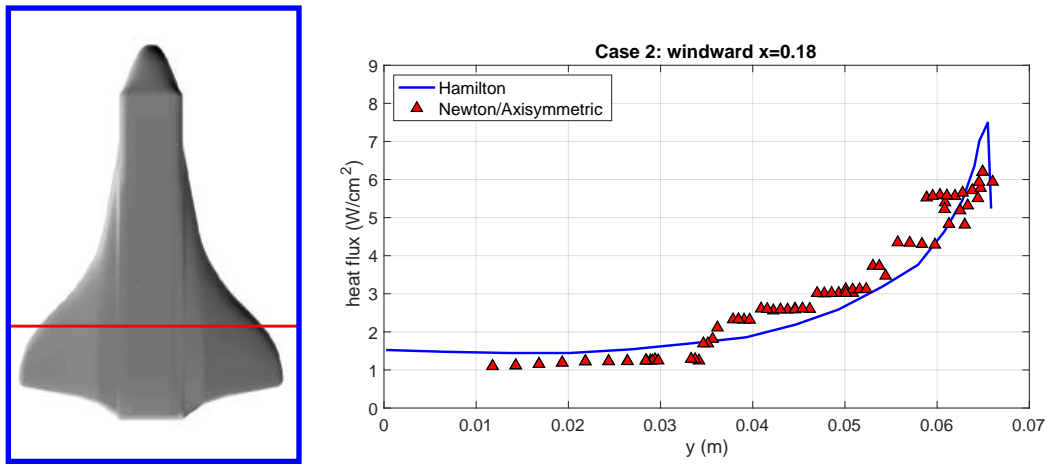 Case 2: windward x=0.18
Hamilton
Newton/Axisymmetric
heat flux (W/cm²)
9
8
7
6
5
4
3
2
1
0
0 0.01 0.02 0.03 0.04 0.05 0.06 0.07
y (m)